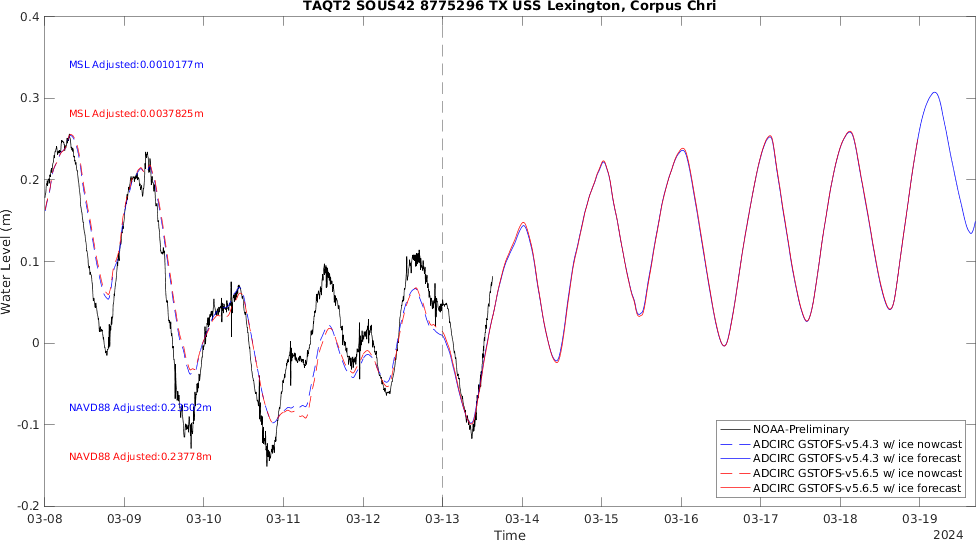 TAQT2 SOUS42 8775296 TX USS Lexington, Corpus Chri
0.4
MSL Adjusted:0.0010177m
0.3
MSL Adjusted:0.0037825m
0.2
Water Level (m)
0.1
0
NAVD88 Adjusted:0.23502m
-0.1
NOAA-Preliminary
ADCIRC GSTOFS-v5.4.3 w/ ice nowcast
ADCIRC GSTOFS-v5.4.3 w/ ice forecast
NAVD88 Adjusted:0.23778m
ADCIRC GSTOFS-v5.6.5 w/ ice nowcast
ADCIRC GSTOFS-v5.6.5 w/ ice forecast
-0.2
03-08 03-09 03-10 03-11 03-12 03-13 03-14 03-15 03-16 03-17 03-18 03-19
Time
2024